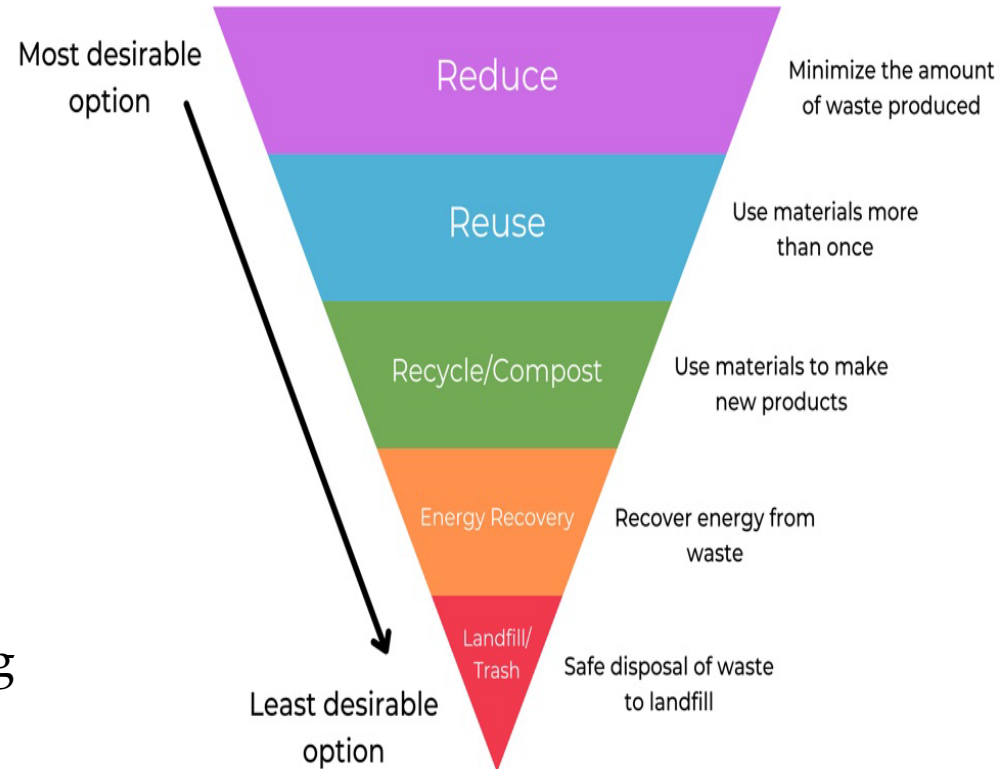 Most desirable
option
Reduce
Minimize the amount
of waste produced
Reuse
Use materials more
than once
Recycle/Compost
Use materials to make
new products
Energy Recovery
Recover energy from
waste
Landfill/
Trash
Safe disposal of waste
to landfill
g
Least desirable
option